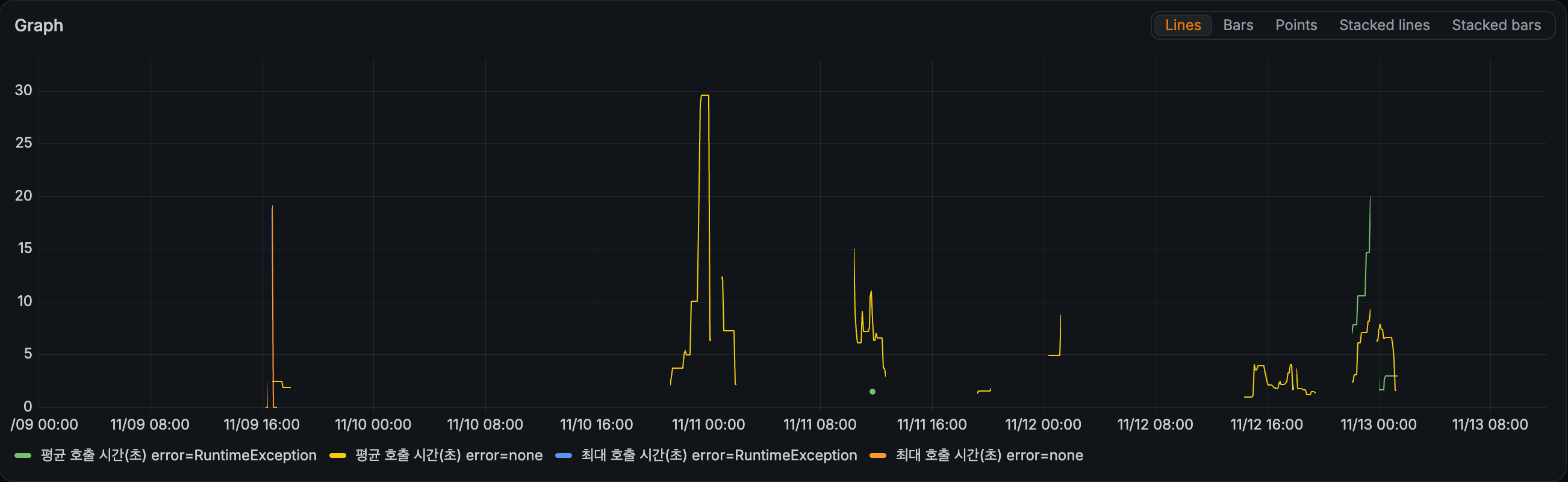 Graph
Lines Bars Points Stacked lines Stacked bars
30
25
20
15
10
5
0
/09 00:00 11/09 08:00 11/09 16:00 11/10 00:00 11/10 08:00 11/10 16:00 11/11 00:00 11/11 08:00 11/11 16:00 11/12 00:00 11/12 08:00 11/12 16:00 11/13 00:00 11/13 08:00
평균 호출 시간(초) error=RuntimeException 평균 호출 시간(초) error=none 최대 호출 시간(초) error=RuntimeException 최대 호출 시간(초) error=none